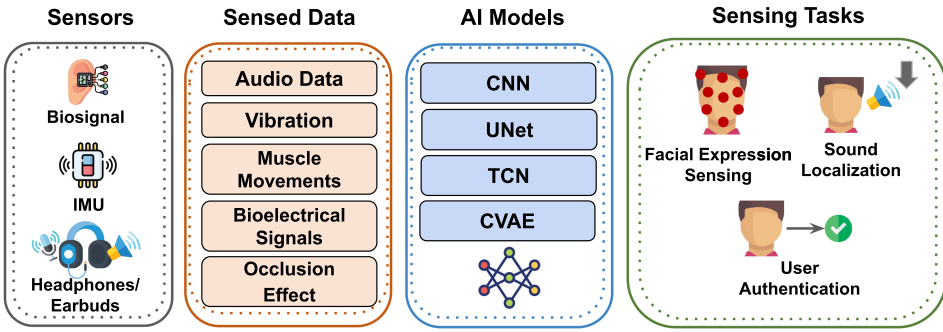 Sensors
Biosignal
IMU
Headphones/
Earbuds
Sensed Data
Audio Data
Vibration
Muscle
Movements
Bioelectrical
Signals
Occlusion
Effect
AI Models
CNN
UNet
TCN
CVAE
Sensing Tasks
Facial Expression
Sensing
Sound
Localization
User
Authentication